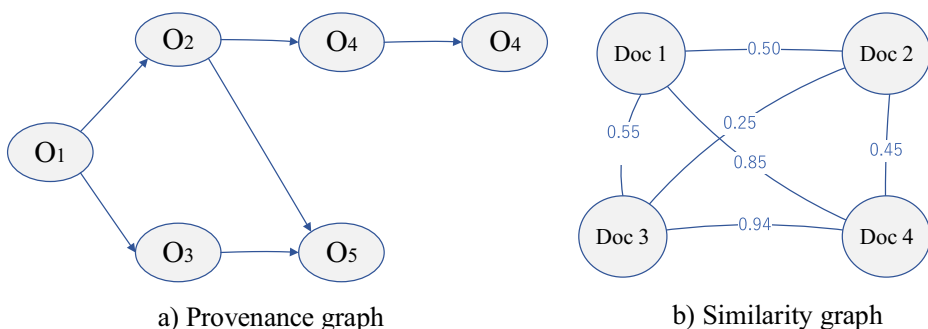 O2
O4
O4
O1
O3
O5
a) Provenance graph
Doc 1
0.50
Doc 2
0.55
0.25
0.85
0.45
Doc 3
0.94
Doc 4
b) Similarity graph